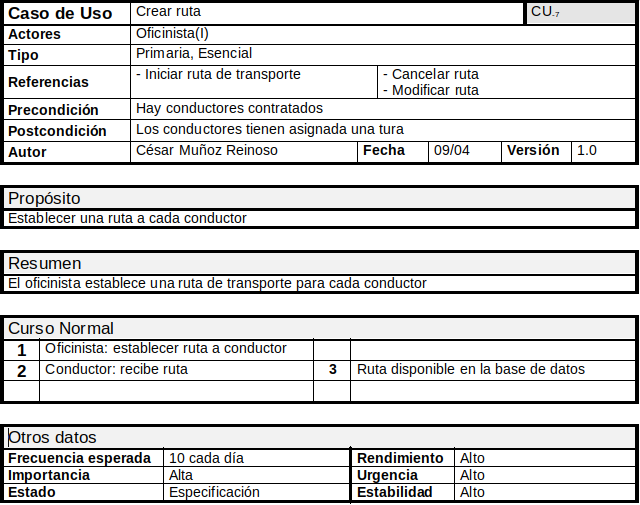 Caso de Uso Crear ruta CU.7
Actores Oficinista(I)
Tipo Primaria, Esencial
Referencias - Iniciar ruta de transporte - Cancelar ruta
- Modificar ruta
Precondición Hay conductores contratados
Postcondición Los conductores tienen asignada una tura
Autor César Muñoz Reinoso Fecha 09/04 Versión 1.0
Propósito
Establecer una ruta a cada conductor
Resumen
El oficinista establece una ruta de transporte para cada conductor
Curso Normal
1 Oficinista: establecer ruta a conductor
2 Conductor: recibe ruta 3 Ruta disponible en la base de datos
Otros datos
Frecuencia esperada 10 cada día Rendimiento Alto
Importancia Alta Urgencia Alto
Estado Especificación Estabilidad Alto